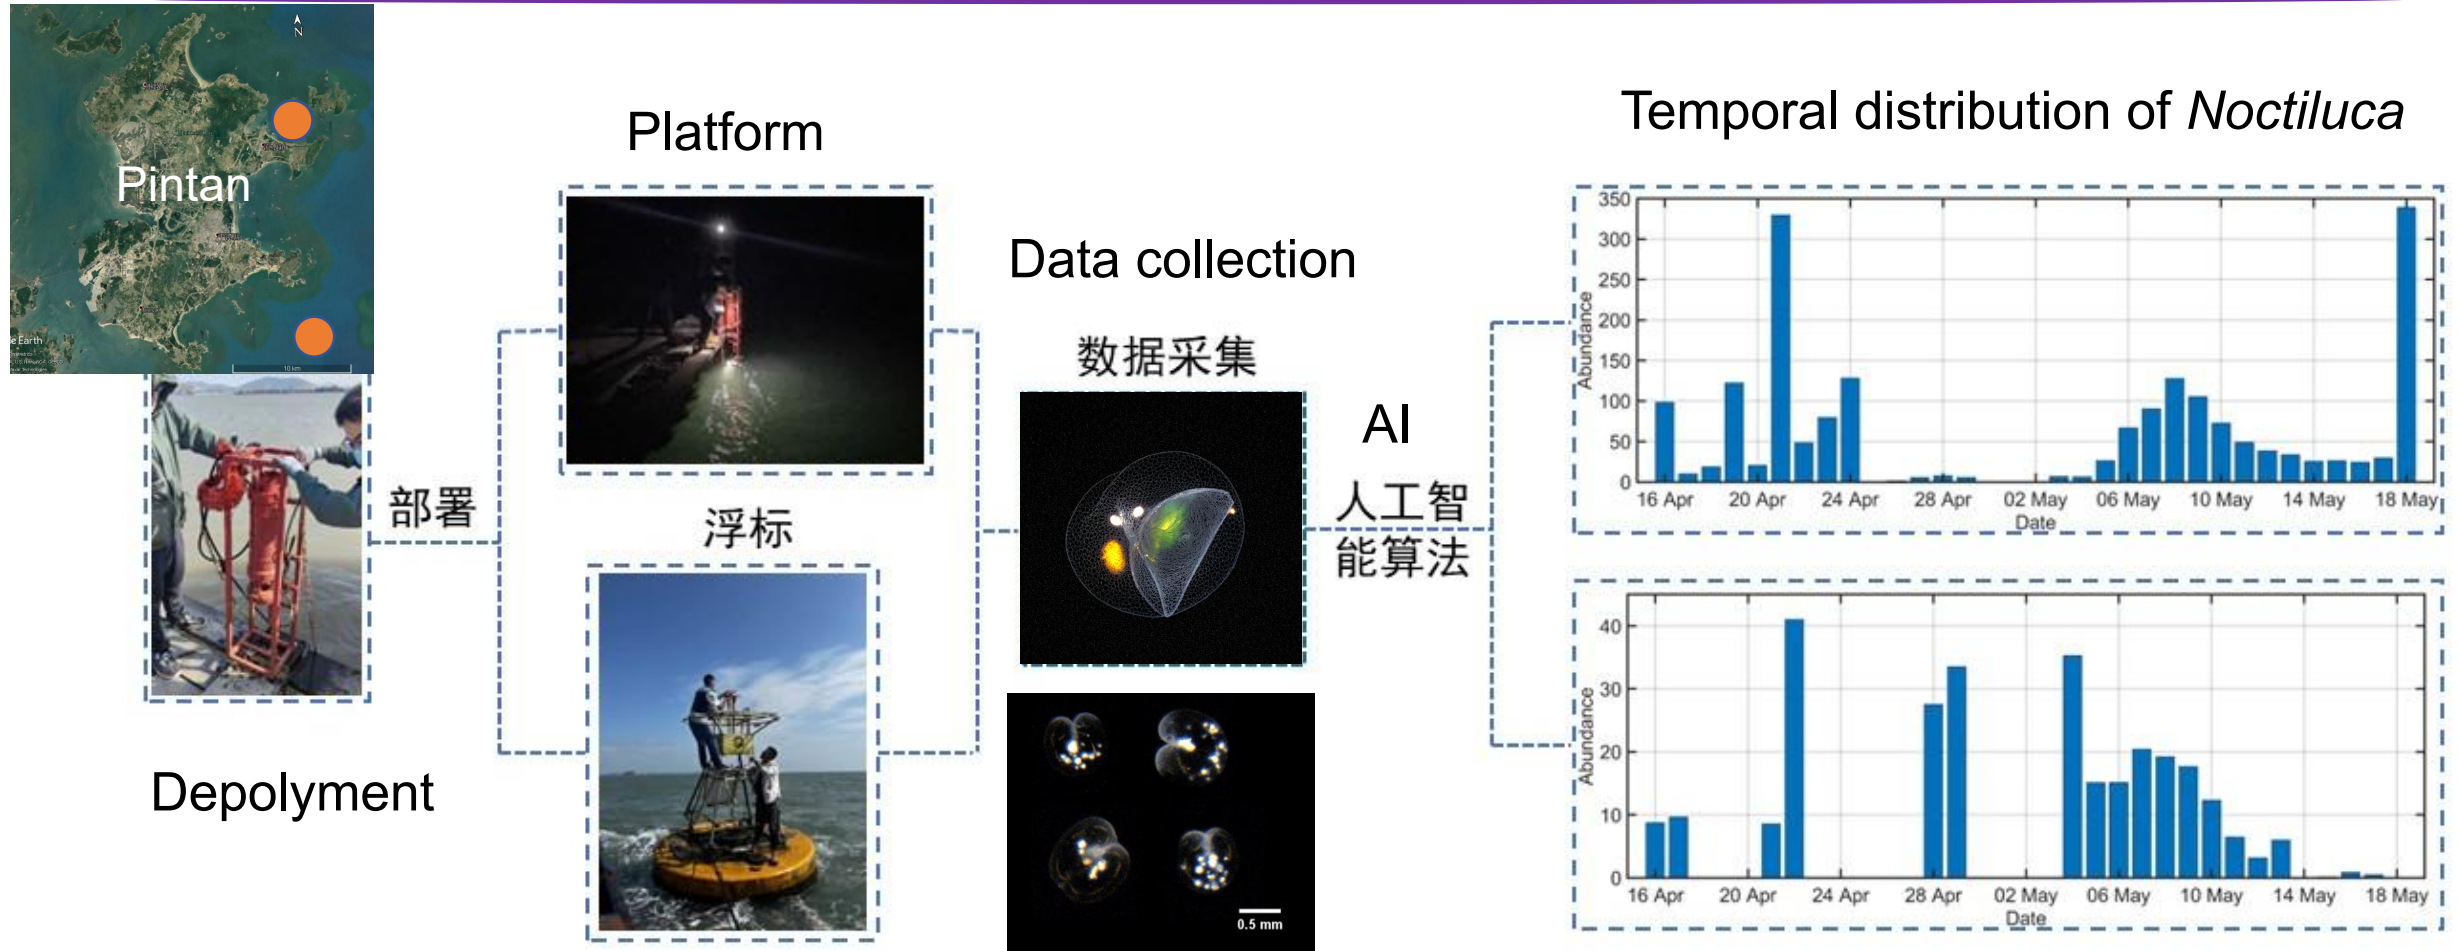 N
Pintan
e Earth
10 km
部署
Depolyment
Platform
浮标
Data collection
数据采集
0.5 mm
AI
人工智
能算法
Temporal distribution of Noctiluca
350
300
250
200
150
100
50
0
Abundance
16 Apr 20 Apr 24 Apr 28 Apr 02 May 06 May 10 May 14 May 18 May
Date
40
30
20
10
0
Abundance
16 Apr 20 Apr 24 Apr 28 Apr 02 May 06 May 10 May 14 May 18 May
Date